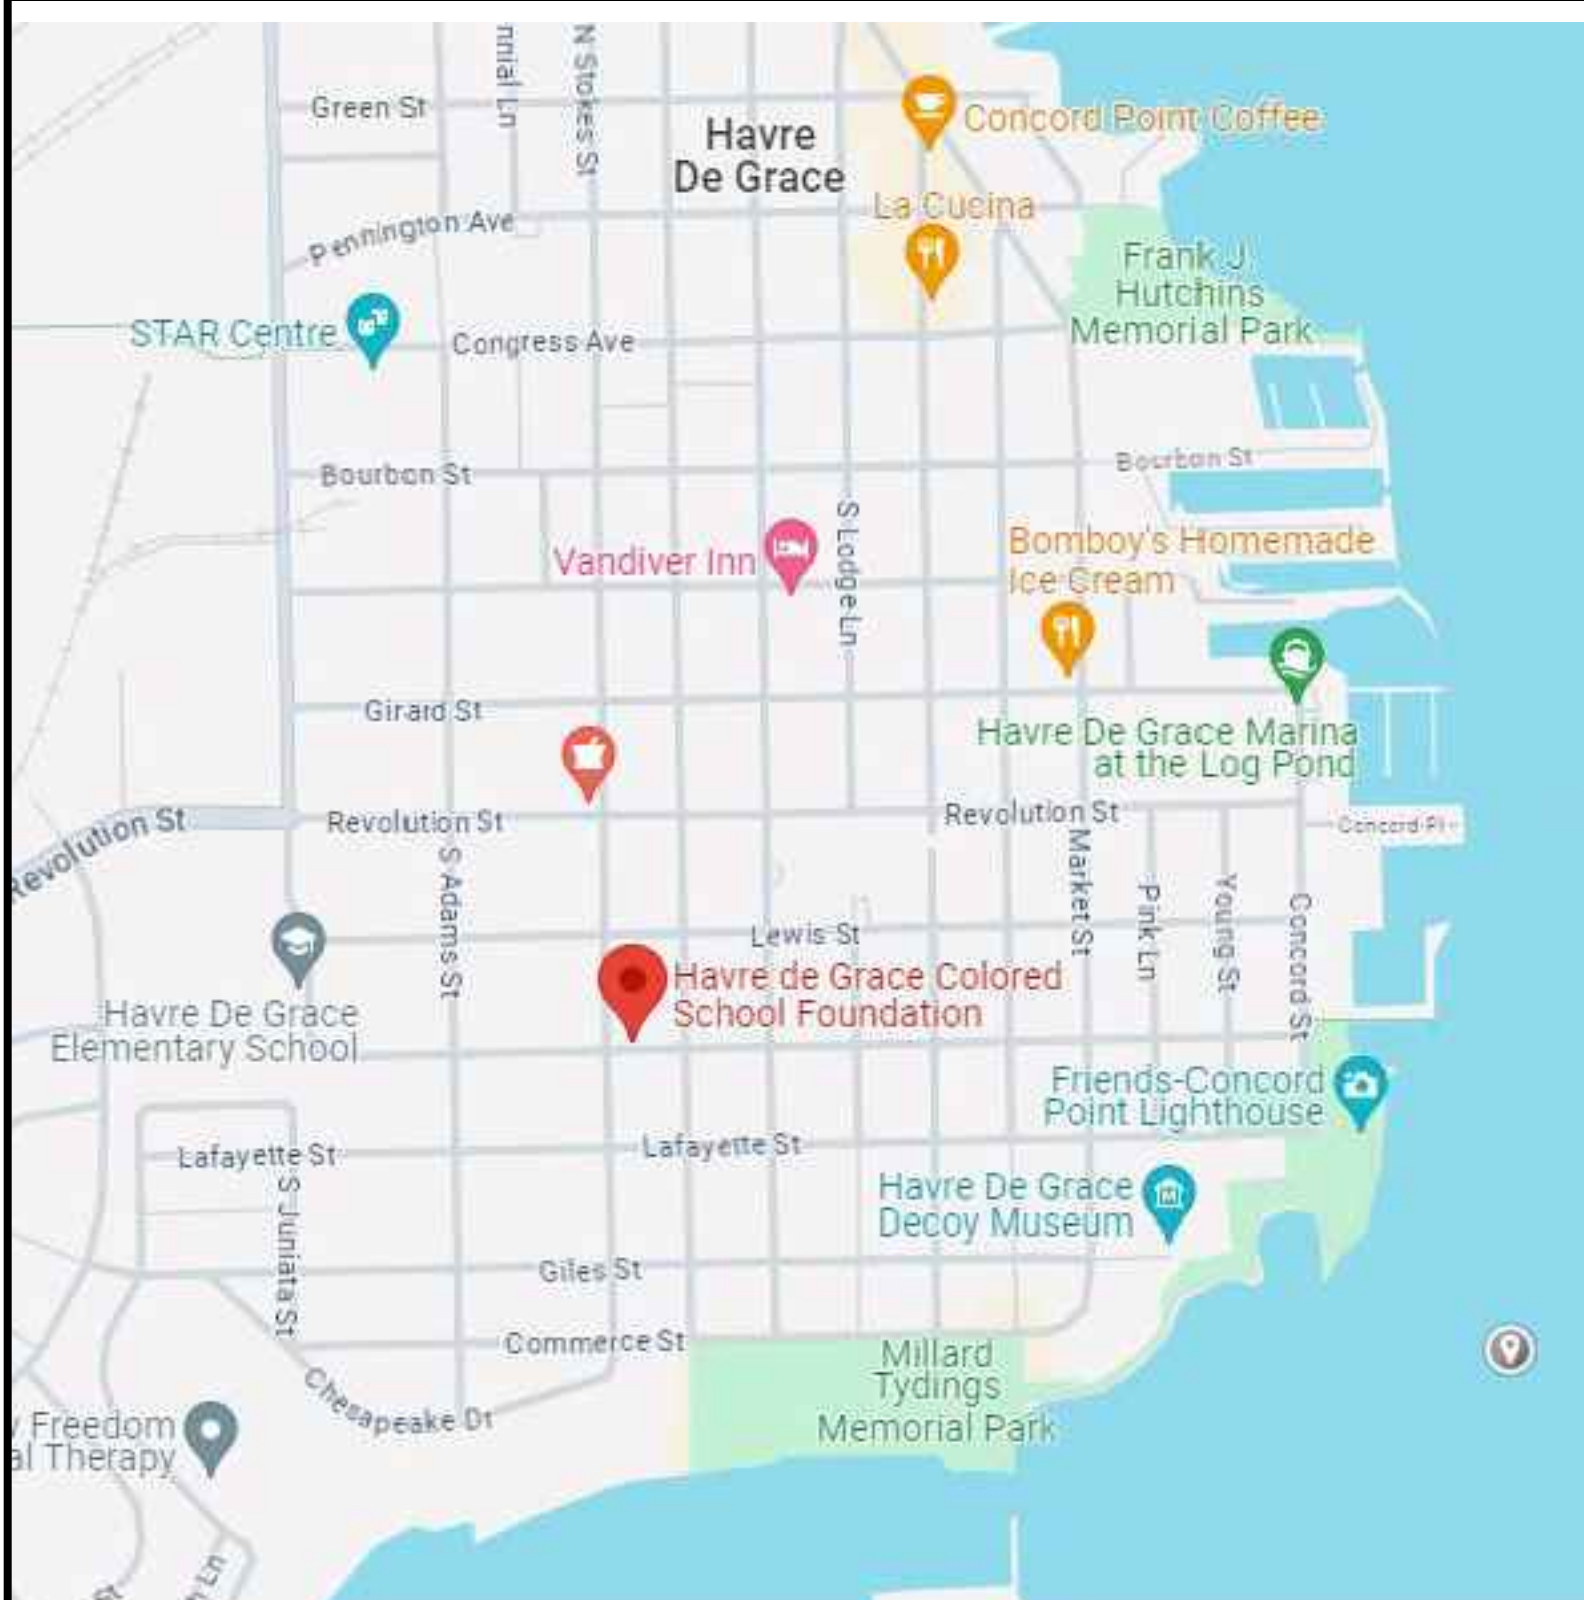 Green St
nnial Ln
N Stokes St
Havre
De Grace
Concord Point Coffee
La Cucina
Pennington Ave
Frank J.
Hutchins
Memorial Park
STAR Centre
Congress Ave
Bourbon St
Bourbon St
S Lodge Ln
Vandiver Inn
Bomboy's Homemade
Ice Cream
Girard St
Havre De Grace Marina
at the Log Pond
Revolution St
Revolution St
Revolution St
Concord Pl
S Adams St
Market St
Pink Ln
Young St
Concord St
Lewis St
Havre de Grace Colored
School Foundation
Havre De Grace
Elementary School
Friends-Concord
Point Lighthouse
Lafayette St
Lafayette St
S Juniata St
Havre De Grace
Decoy Museum
M
Giles St
Commerce St
Millard
Tydings
Memorial Park
Chesapeake Dr
y Freedom
al Therapy
n Ln
St